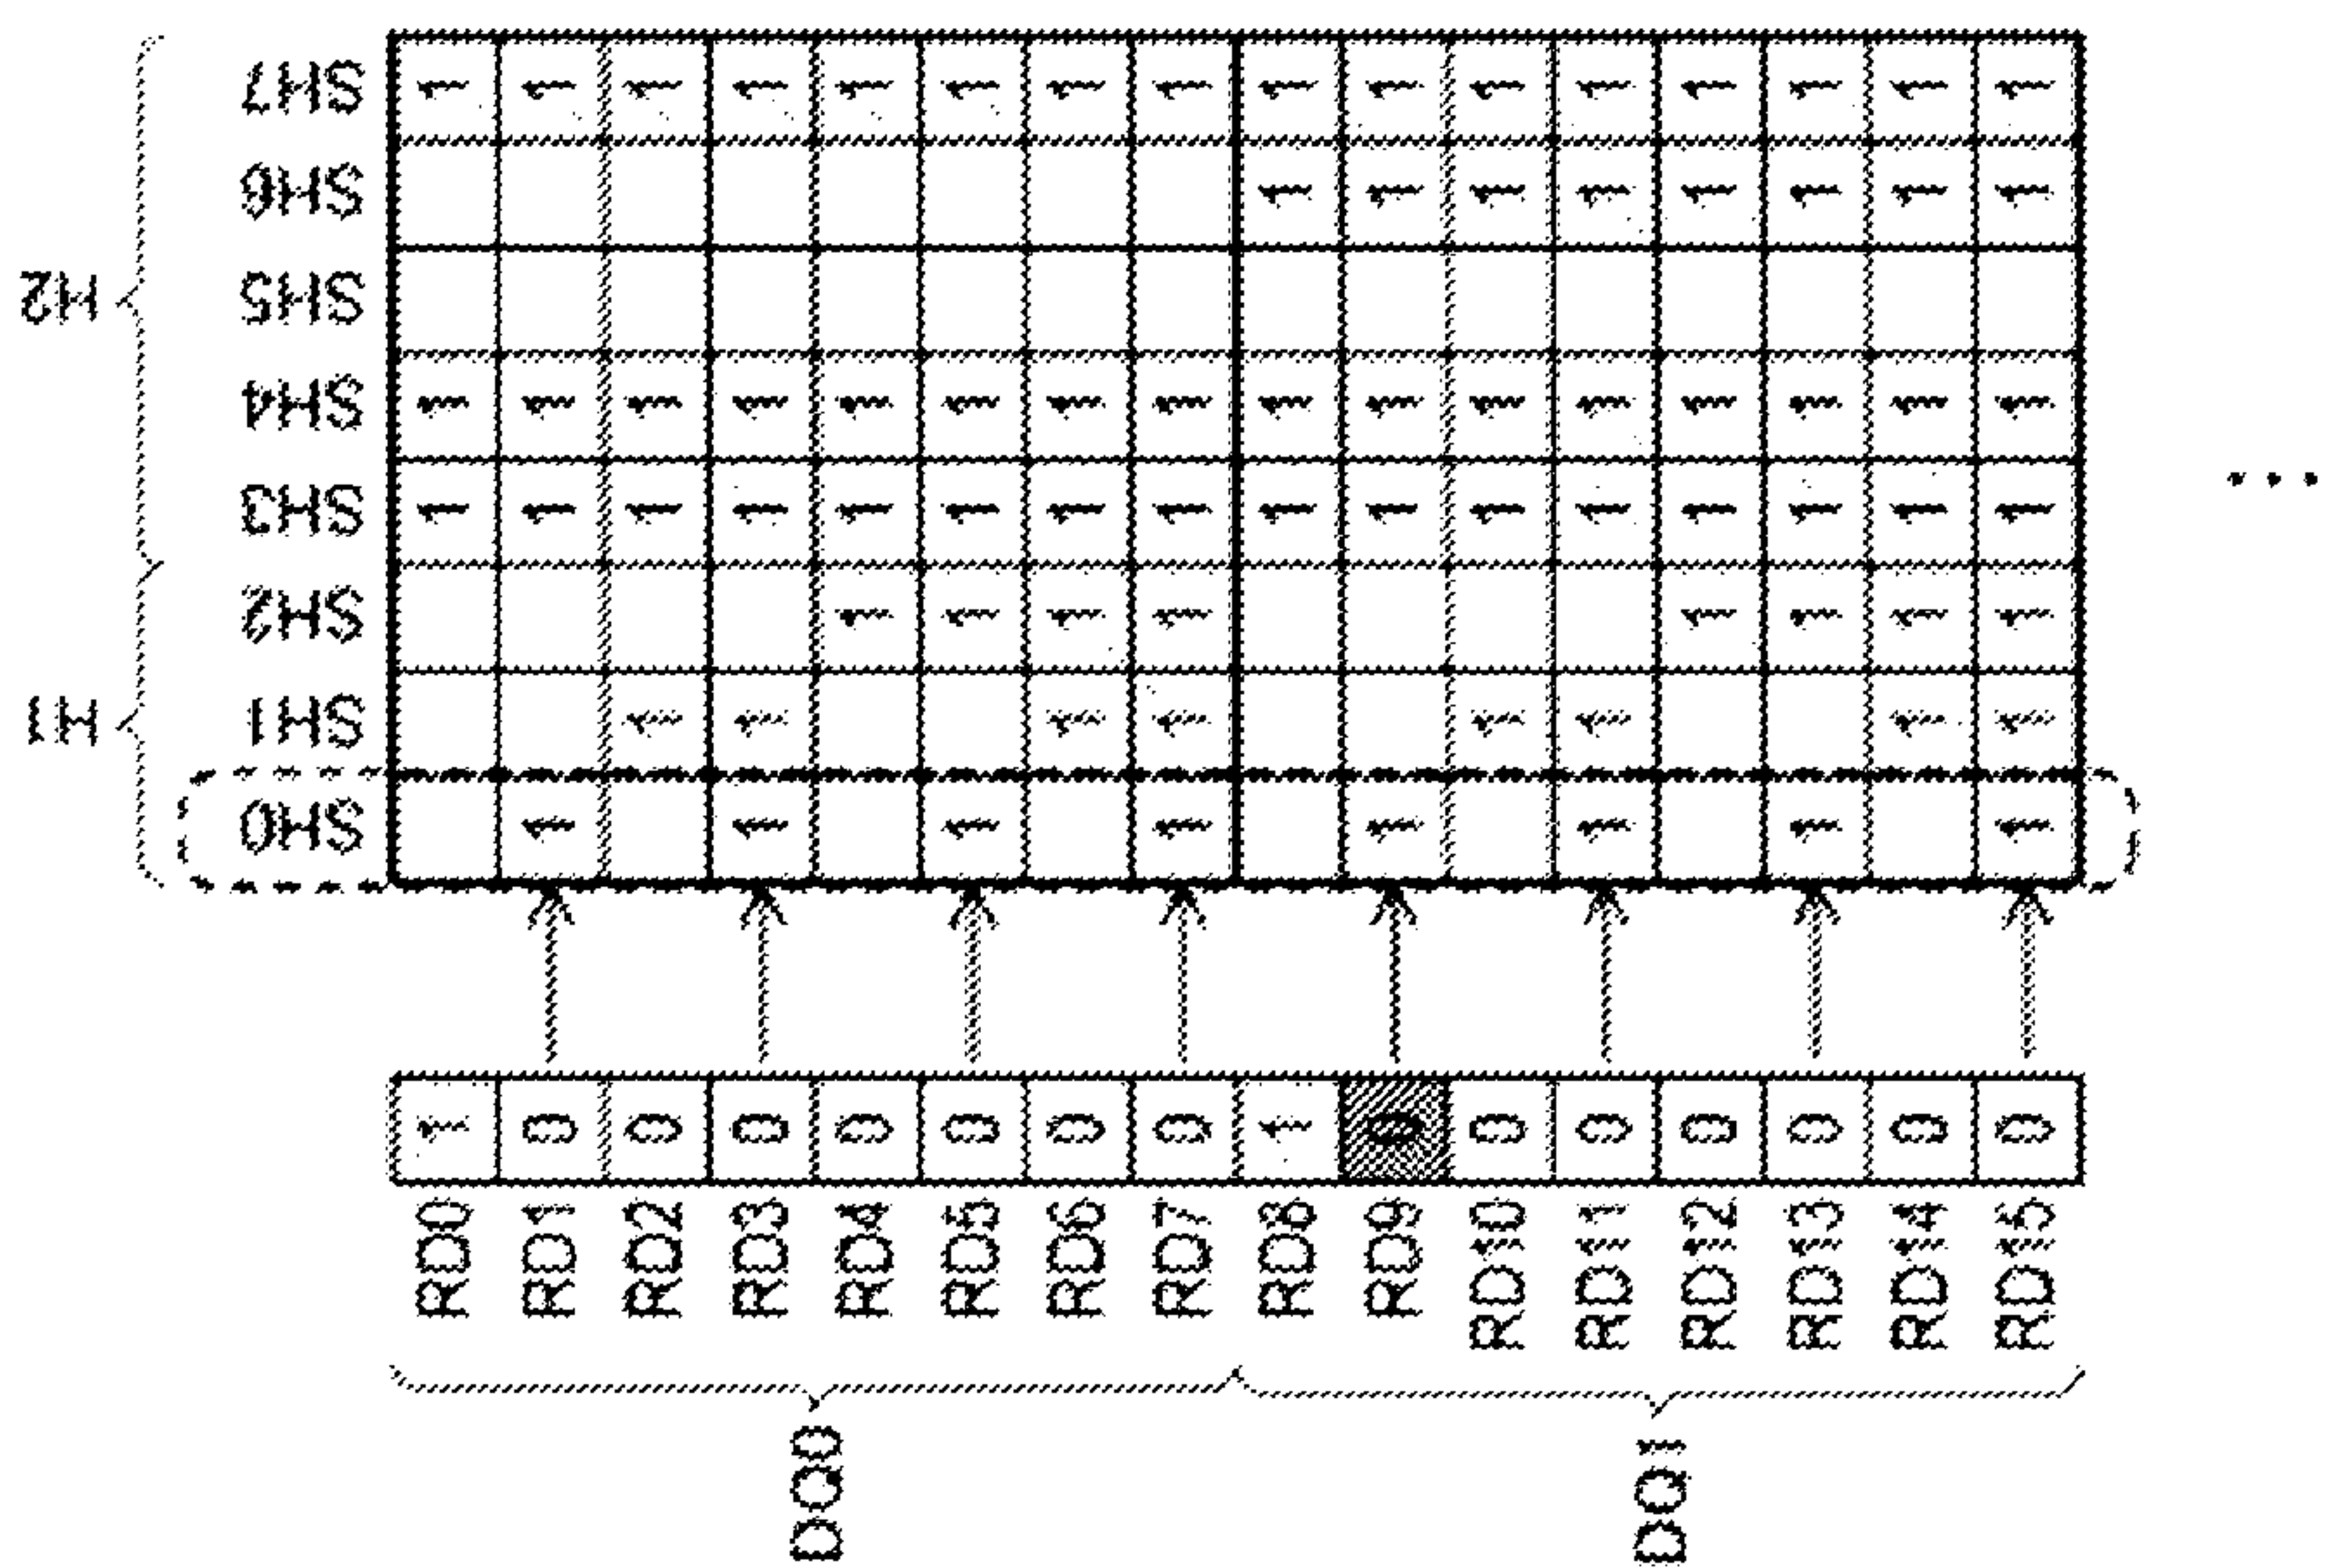 SH7 1 1 1 1 1 1 1 1 1 1 1 1 1 1 1 1
SH6 1 1 1 1 1 1 1 1
H2 SH5
SH4 1 1 1 1 1 1 1 1 1 1 1 1 1 1 1 1
SH3 1 1 1 1 1 1 1 1 1 1 1 1 1 1 1 1 ...
SH2 1 1 1 1 1 1 1 1
H1 SH1 1 1 1 1 1 1 1 1
SH0 1 1 1 1 1 1 1 1
1 0 0 0 0 0 0 0 1 0 0 0 0 0 0 0
RD0 RD1 RD2 RD3 RD4 RD5 RD6 RD7 RD8 RD9 RD10 RD11 RD12 RD13 RD14 RD15
DQ0 DQ1